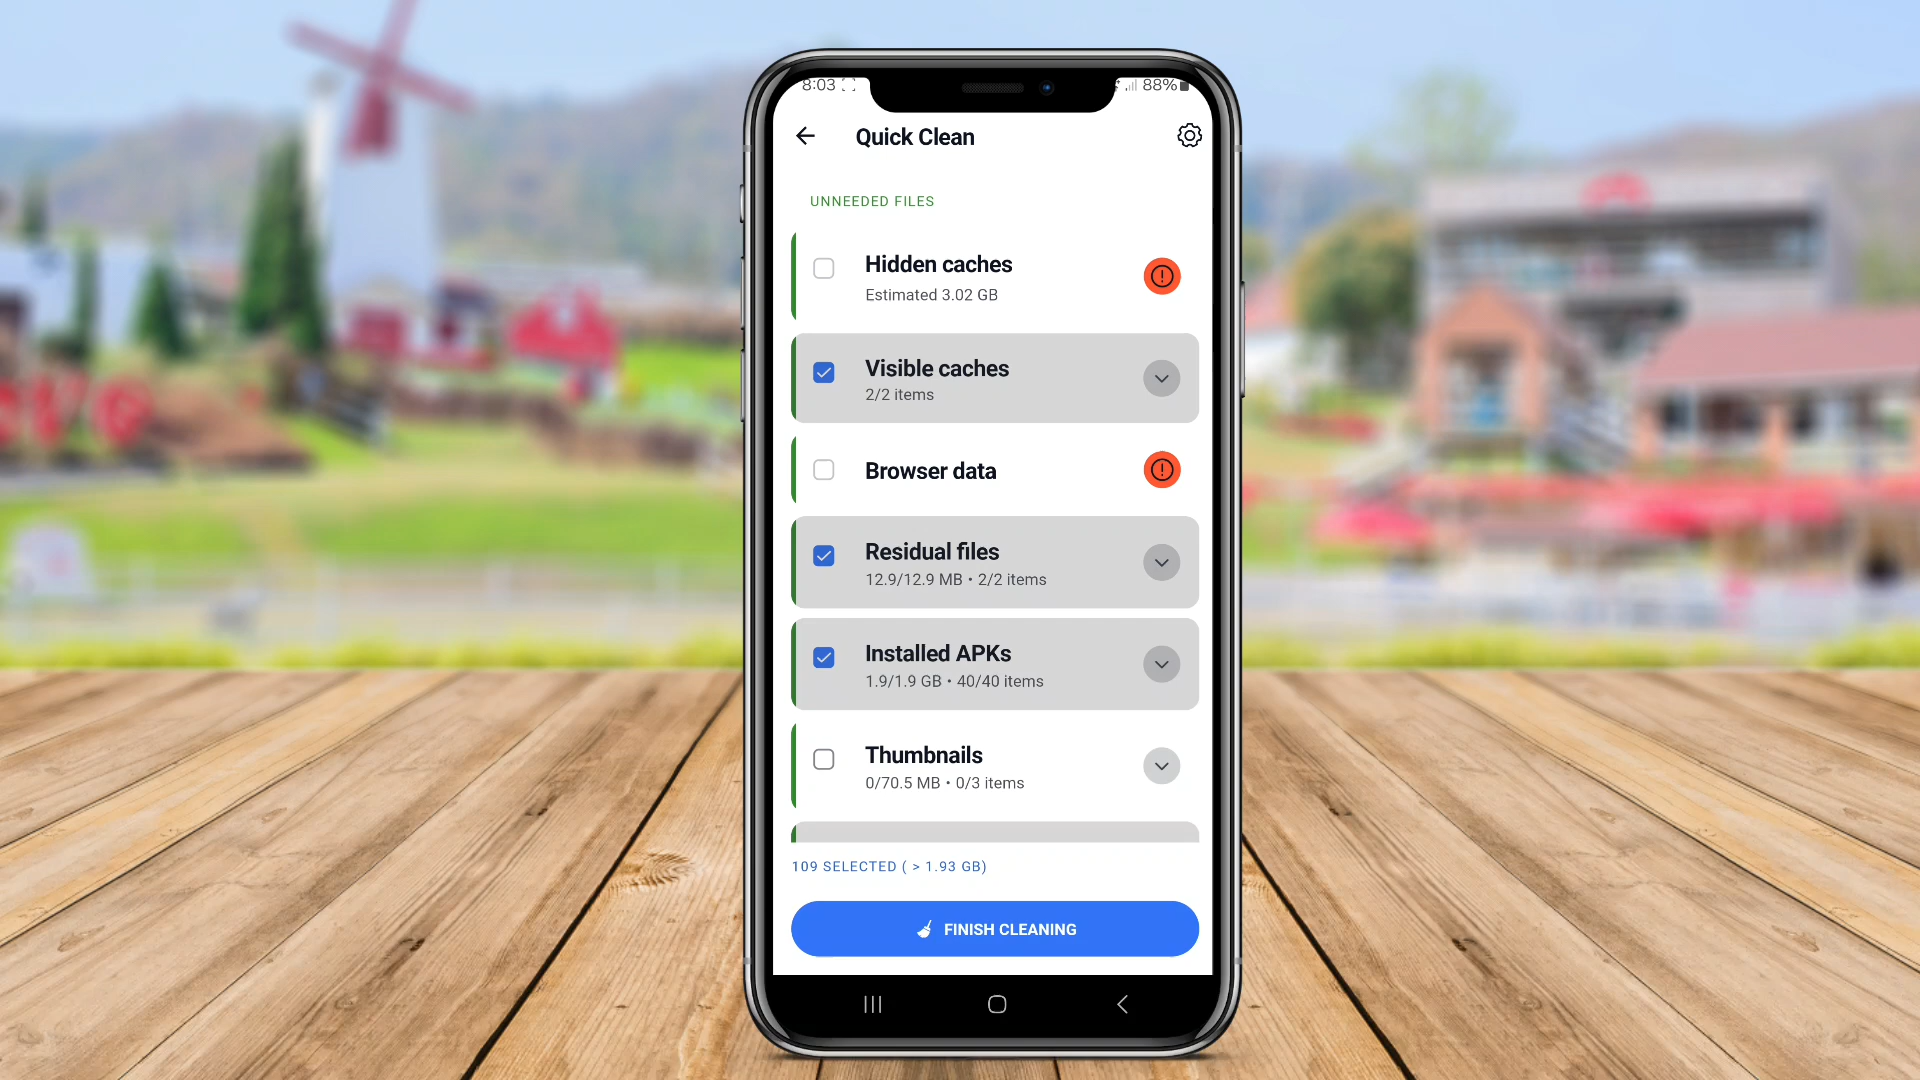 8:03
88%
Quick Clean
UNNEEDED FILES
Hidden caches
Estimated 3.02 GB
Visible caches
2/2 items
Browser data
Residual files
12.9/12.9 MB • 2/2 items
Installed APKs
1.9/1.9 GB • 40/40 items
Thumbnails
0/70.5 MB • 0/3 items
109 SELECTED ( > 1.93 GB)
FINISH CLEANING